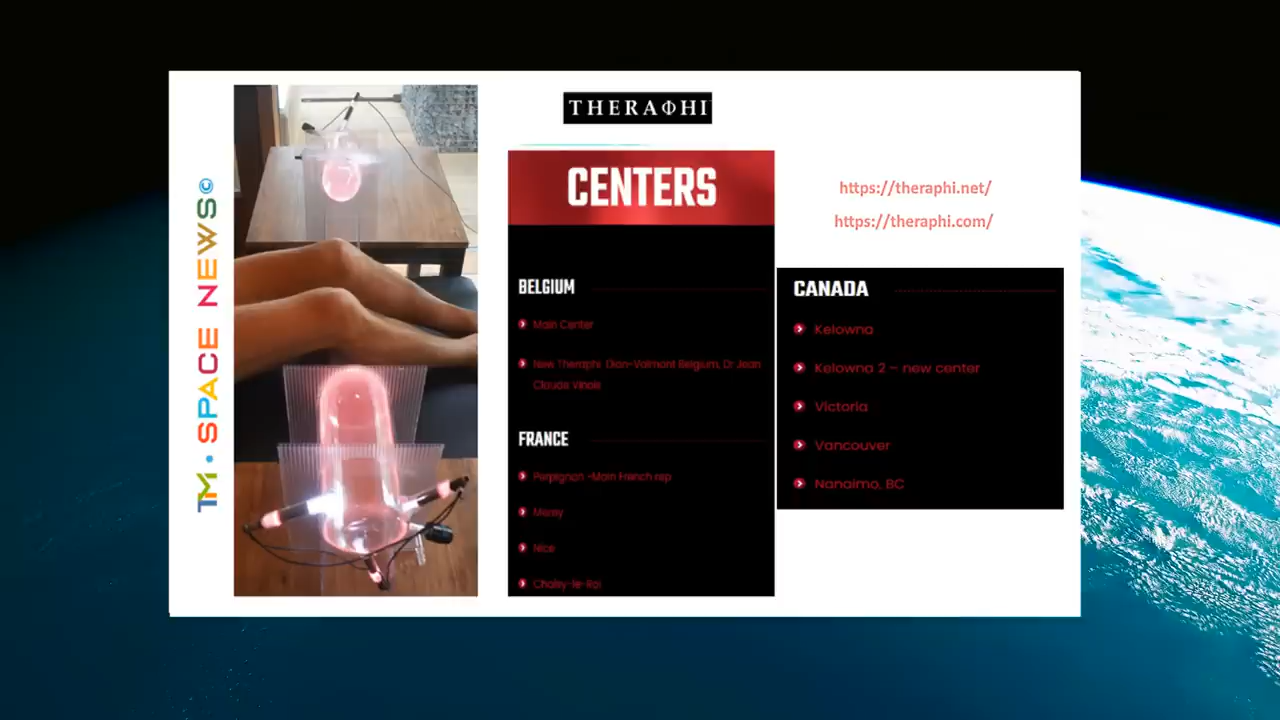 TM • SPACE NEWS©
THERAΦHI
CENTERS
BELGIUM
Main Center
New Theraphi Dion-Valmont Belgium, Dr Jean
Claude
FRANCE
Perpignan -Main French rep
Nice
Choisy-le-Roi
https://theraphi.net/
https://theraphi.com/
CANADA
Kelowna
Kelowna 2 – new center
Victoria
Vancouver
Nanaimo, BC